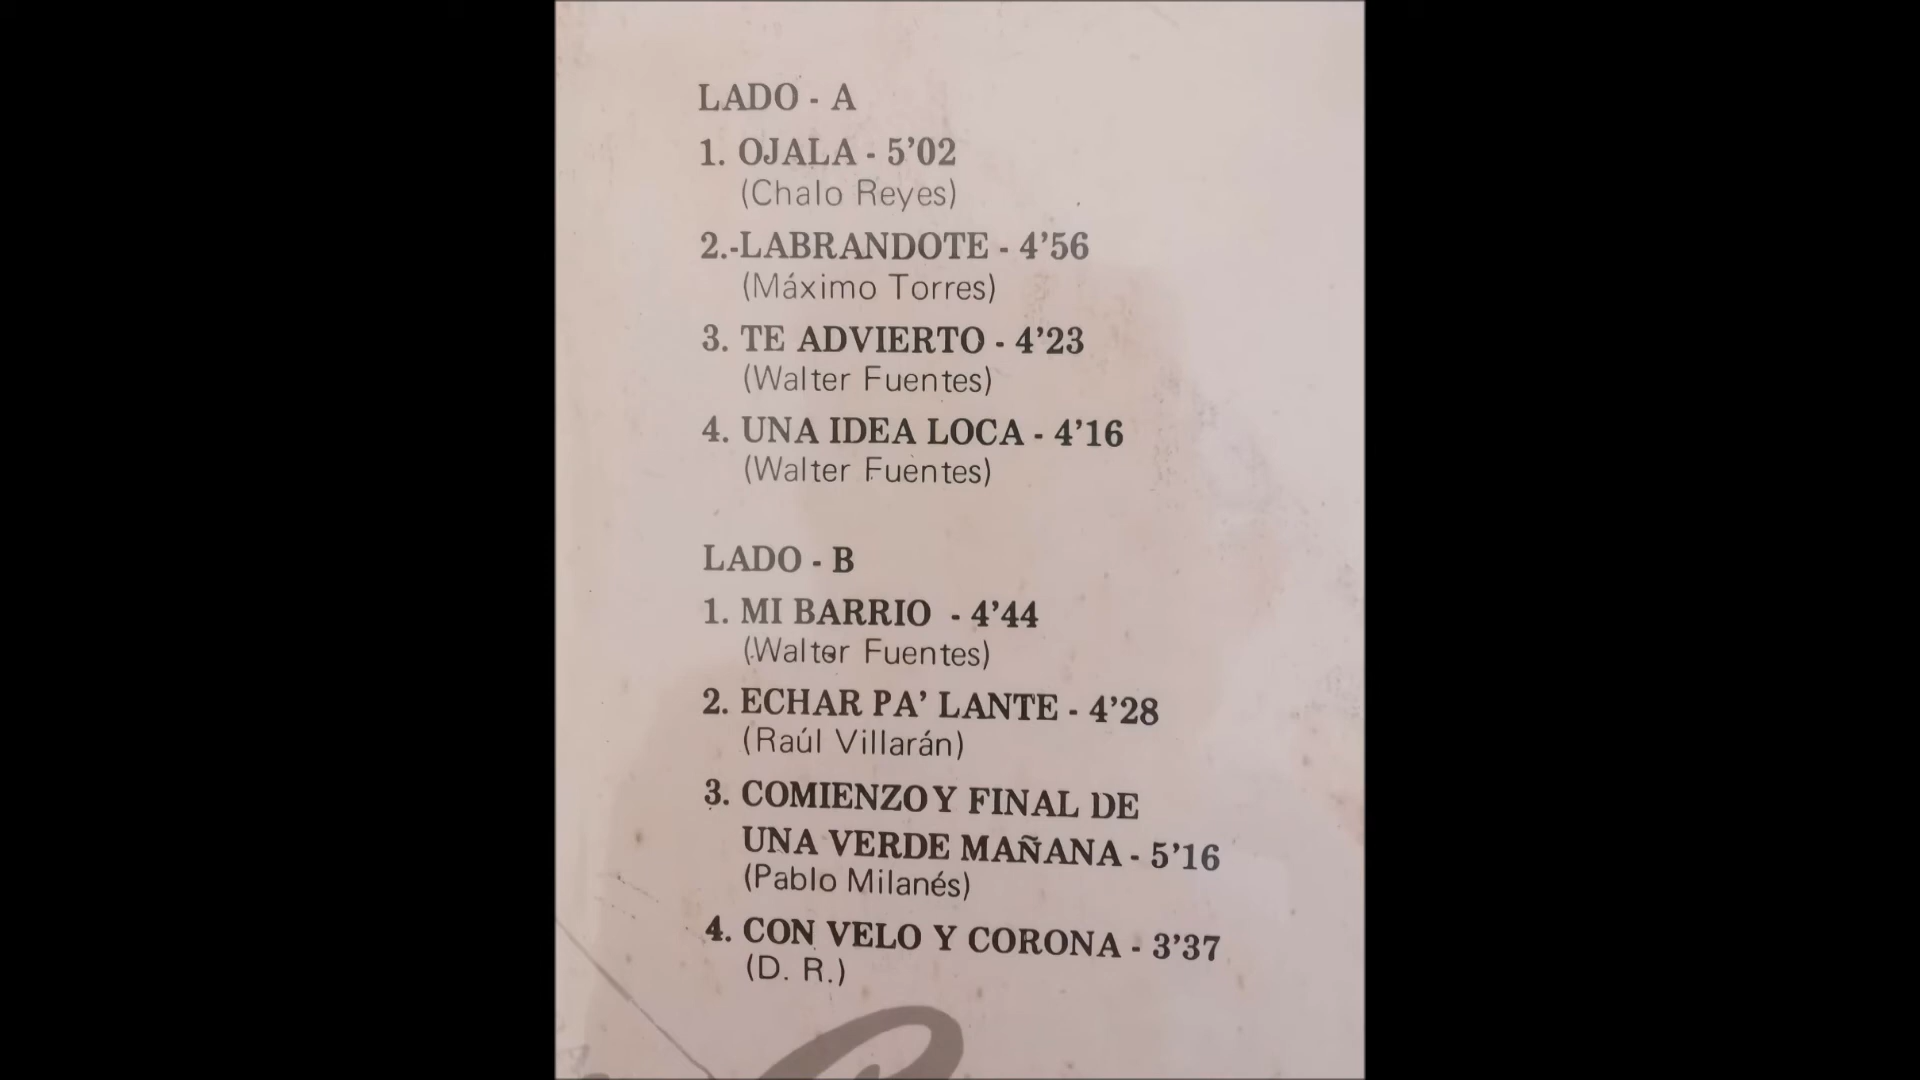 LADO - A
1. OJALA - 5’02
(Chalo Reyes)
2.-LABRANDOTE - 4’56
(Máximo Torres)
3. TE ADVIERTO - 4’23
(Walter Fuentes)
4. UNA IDEA LOCA - 4’16
(Walter Fuentes)
LADO - B
1. MI BARRIO - 4’44
(Walter Fuentes)
2. ECHAR PA’ LANTE - 4’28
(Raúl Villarán)
3. COMIENZO Y FINAL DE
UNA VERDE MAÑANA - 5’16
(Pablo Milanés)
4. CON VELO Y CORONA - 3’37
(D. R.)